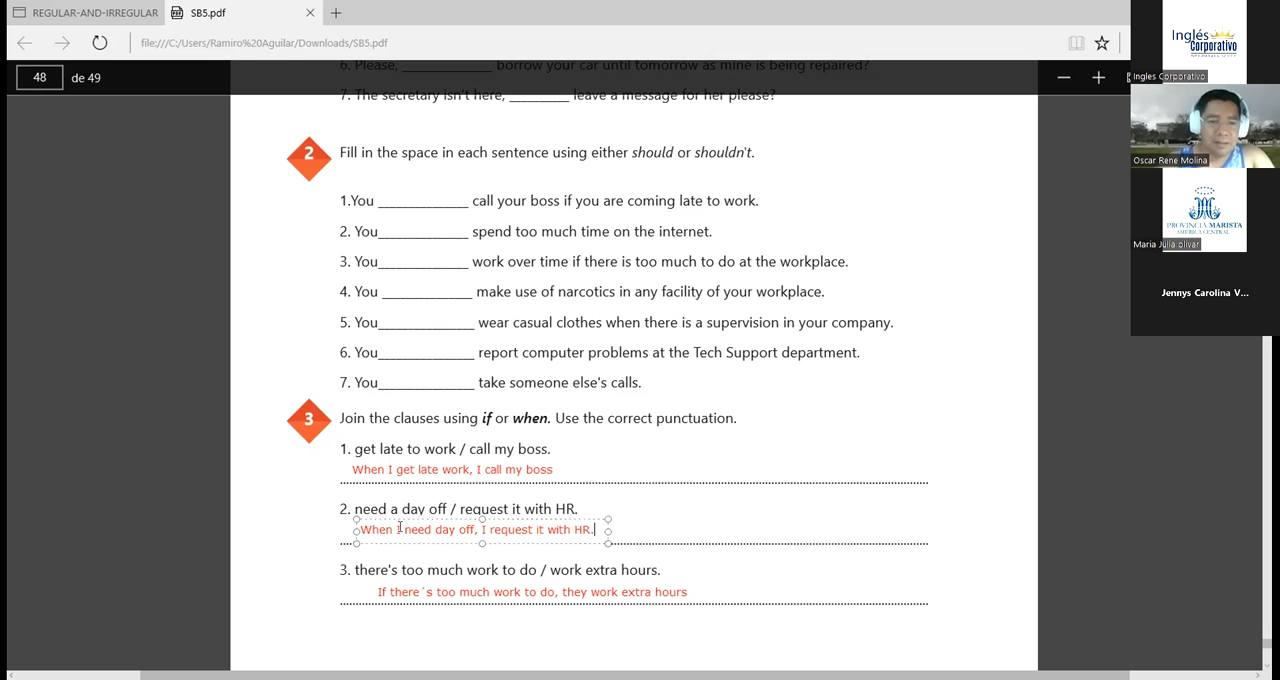 REGULAR-AND-IRREGULAR
SB5.pdf
file:///C:/Users/Ramiro%20Aguilar/Downloads/SB5.pdf
48 de 49
6. Please, ____________ borrow your car until tomorrow as mine is being repaired?
7. The secretary isn't here, ________ leave a message for her please?
2 Fill in the space in each sentence using either should or shouldn't.
1.You ____________ call your boss if you are coming late to work.
2. You____________ spend too much time on the internet.
3. You____________ work over time if there is too much to do at the workplace.
4. You ____________ make use of narcotics in any facility of your workplace.
5. You_____________ wear casual clothes when there is a supervision in your company.
6. You_____________ report computer problems at the Tech Support department.
7. You_____________ take someone else's calls.
3 Join the clauses using if or when. Use the correct punctuation.
1. get late to work / call my boss.
When I get late work, I call my boss
2. need a day off / request it with HR.
When I need day off, I request it with HR.
3. there's too much work to do / work extra hours.
If there´s too much work to do, they work extra hours
Inglés
Corporativo
Ingles Corporativo
Oscar Rene Molina
PROVINCIA MARISTA
AMÉRICA CENTRAL
Maria Julia olivar
Jennys Carolina V...